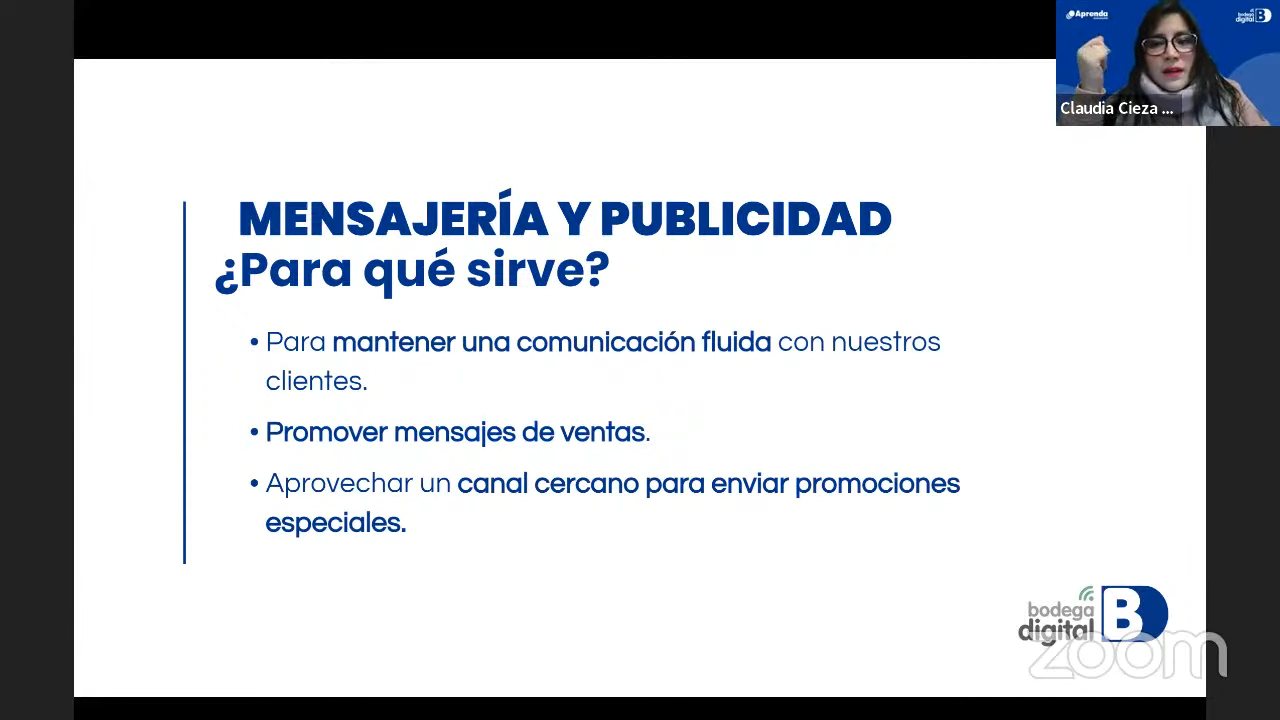 Aprenda
bodega
digital B
Claudia Cieza ...
MENSAJERÍA Y PUBLICIDAD
¿Para qué sirve?
• Para mantener una comunicación fluida con nuestros
clientes.
• Promover mensajes de ventas.
• Aprovechar un canal cercano para enviar promociones
especiales.
bodega
digital B
zoom